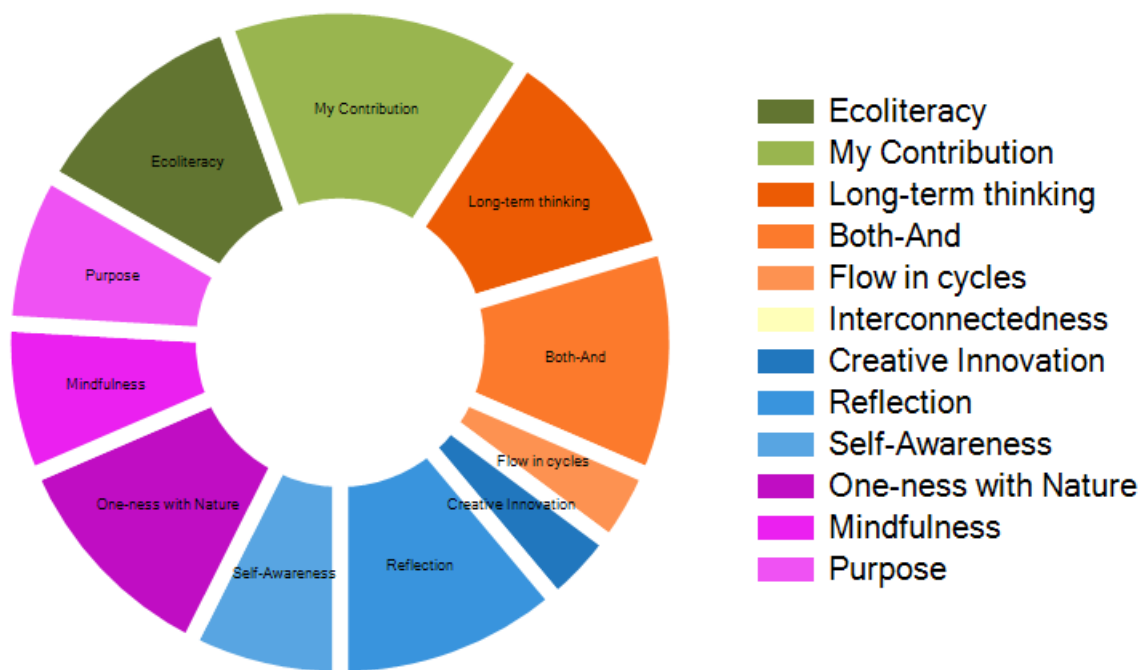 My Contribution
Ecoliteracy
Long-term thinking
Purpose
Both-And
Mindfulness
Flow in cycles
One-ness with Nature
Creative Innovation
Self-Awareness
Reflection
Ecoliteracy
My Contribution
Long-term thinking
Both-And
Flow in cycles
Interconnectedness
Creative Innovation
Reflection
Self-Awareness
One-ness with Nature
Mindfulness
Purpose